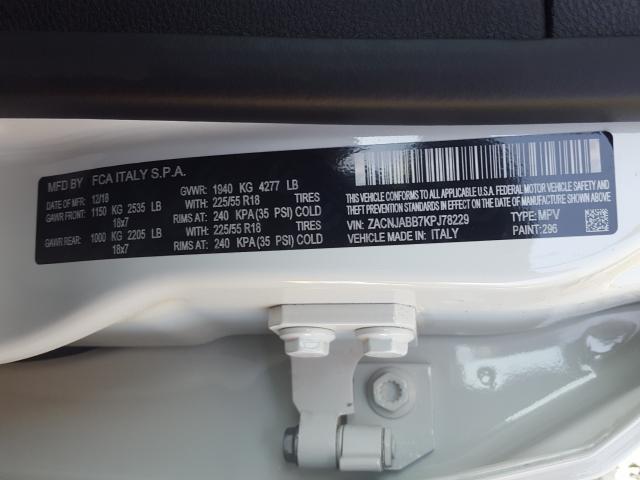 MFD BY FCA ITALY S.P.A.
DATE OF MFR: 12/18 GVWR: 1940 KG 4277 LB
GAWR FRONT: 1150 KG 2535 LB WITH: 225/55 R18 TIRES
18x7 RIMS AT: 240 KPA(35 PSI) COLD
GAWR REAR: 1000 KG 2205 LB WITH: 225/55 R18 TIRES
18x7 RIMS AT: 240 KPA(35 PSI) COLD
THIS VEHICLE CONFORMS TO ALL APPLICABLE U.S.A. FEDERAL MOTOR VEHICLE SAFETY, BUMPER, AND
THEFT PREVENTION STANDARDS IN EFFECT ON THE DATE OF MANUFACTURE SHOWN ABOVE.
VIN: ZACNJABB7KPJ78229 TYPE: MPV
VEHICLE MADE IN: ITALY PAINT: 296